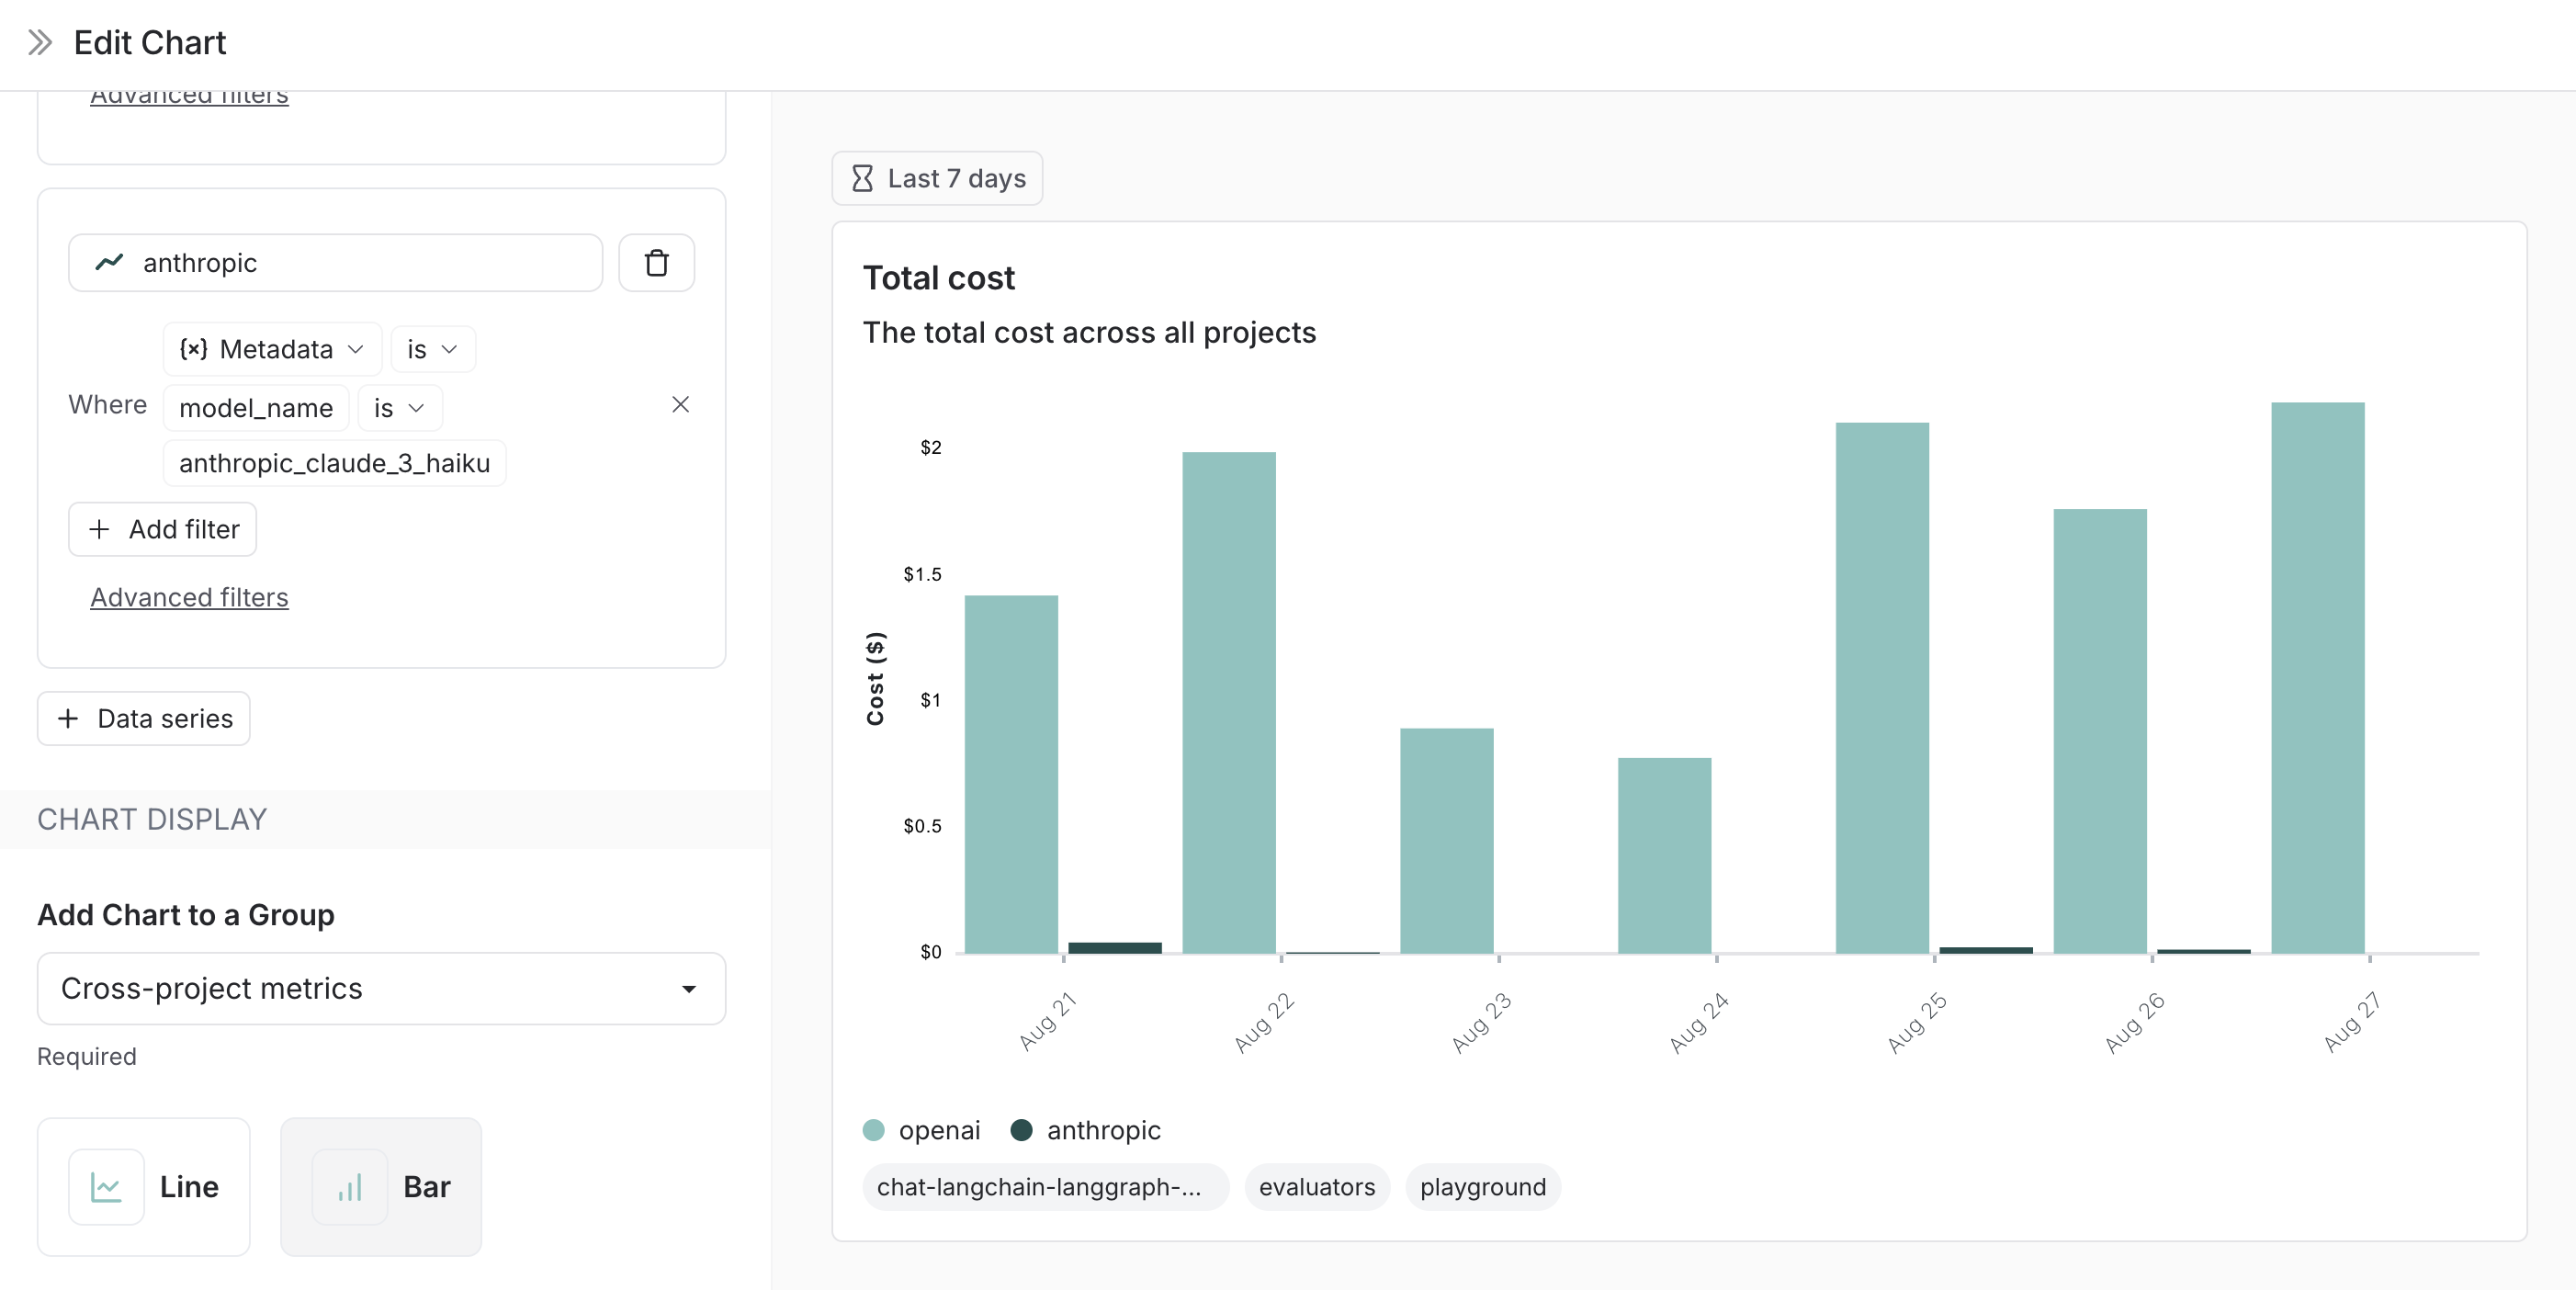 Edit Chart
Advanced filters
anthropic
Metadata is
Where model_name is
anthropic_claude_3_haiku
+ Add filter
Advanced filters
+ Data series
CHART DISPLAY
Add Chart to a Group
Cross-project metrics
Required
Line
Bar
Last 7 days
Total cost
The total cost across all projects
Cost ($)
$2
$1.5
$1
$0.5
$0
Aug 21
Aug 22
Aug 23
Aug 24
Aug 25
Aug 26
Aug 27
openai anthropic
chat-langchain-langgraph-... evaluators playground